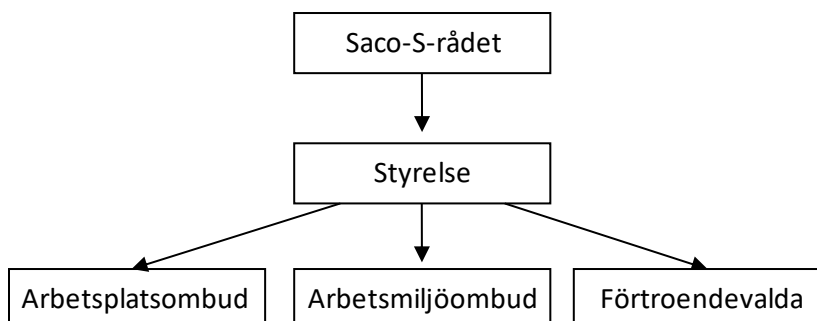 Saco-S-rådet
Styrelse
Arbetsplatsombud
Arbetsmiljöombud
Förtroendevalda